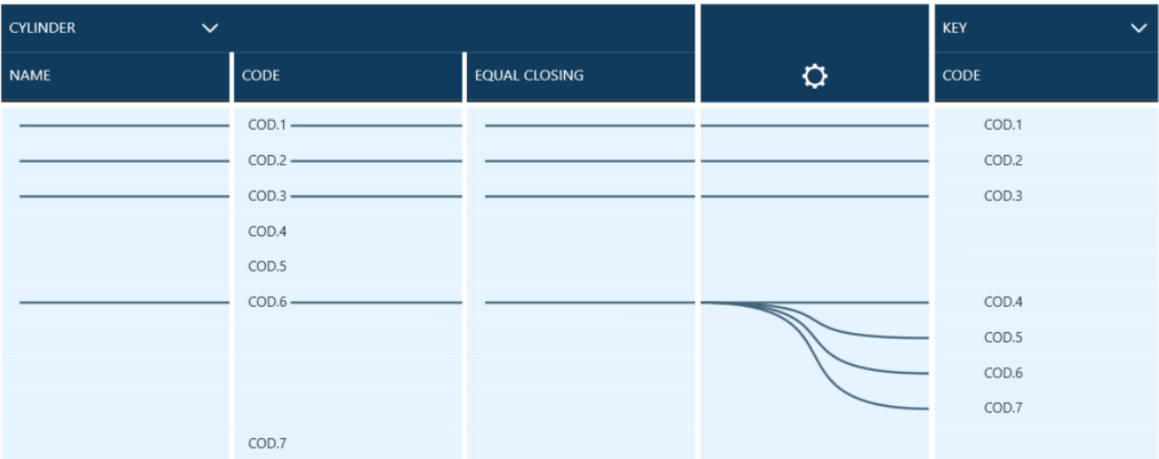 CYLINDER KEY
NAME CODE EQUAL CLOSING CODE
COD.1 COD.1
COD.2 COD.2
COD.3 COD.3
COD.4
COD.5
COD.6 COD.4
COD.5
COD.6
COD.7
COD.7